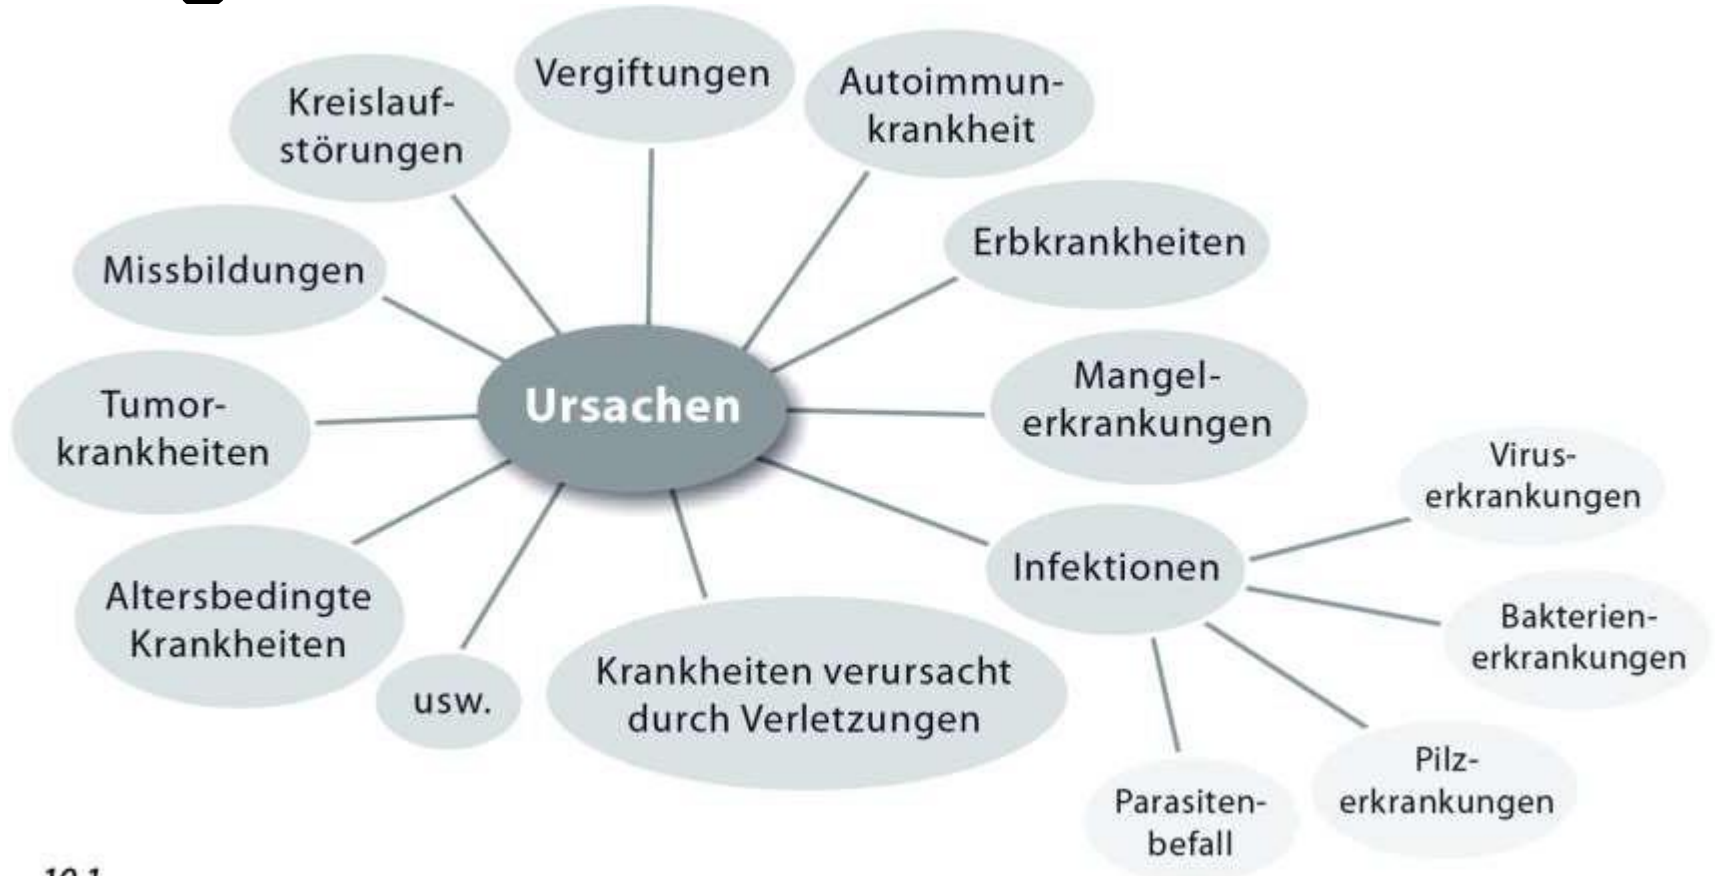 Vergiftungen
Autoimmun-
krankheit
Kreislauf-
störungen
Erbkrankheiten
Missbildungen
Ursachen
Mangel-
erkrankungen
Tumor-
krankheiten
Virus-
erkrankungen
Infektionen
Altersbedingte
Krankheiten
Bakterien-
erkrankungen
usw.
Krankheiten verursacht
durch Verletzungen
Pilz-
erkrankungen
Parasiten-
befall